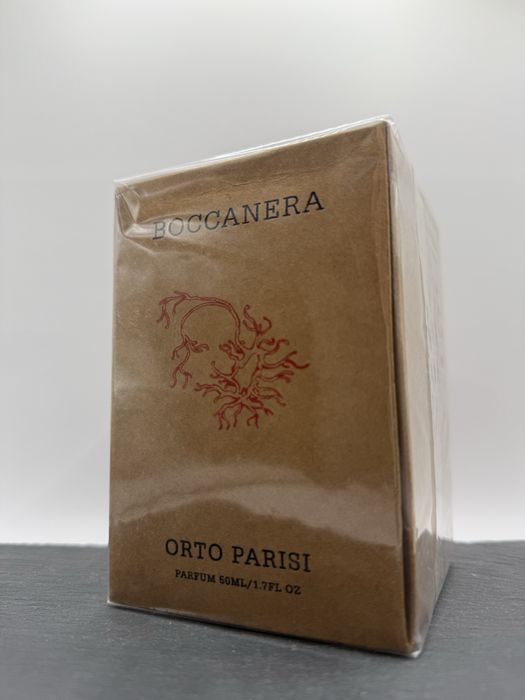 BOCCANERA
ORTO PARISI
PARFUM 50ML/1.7FL OZ